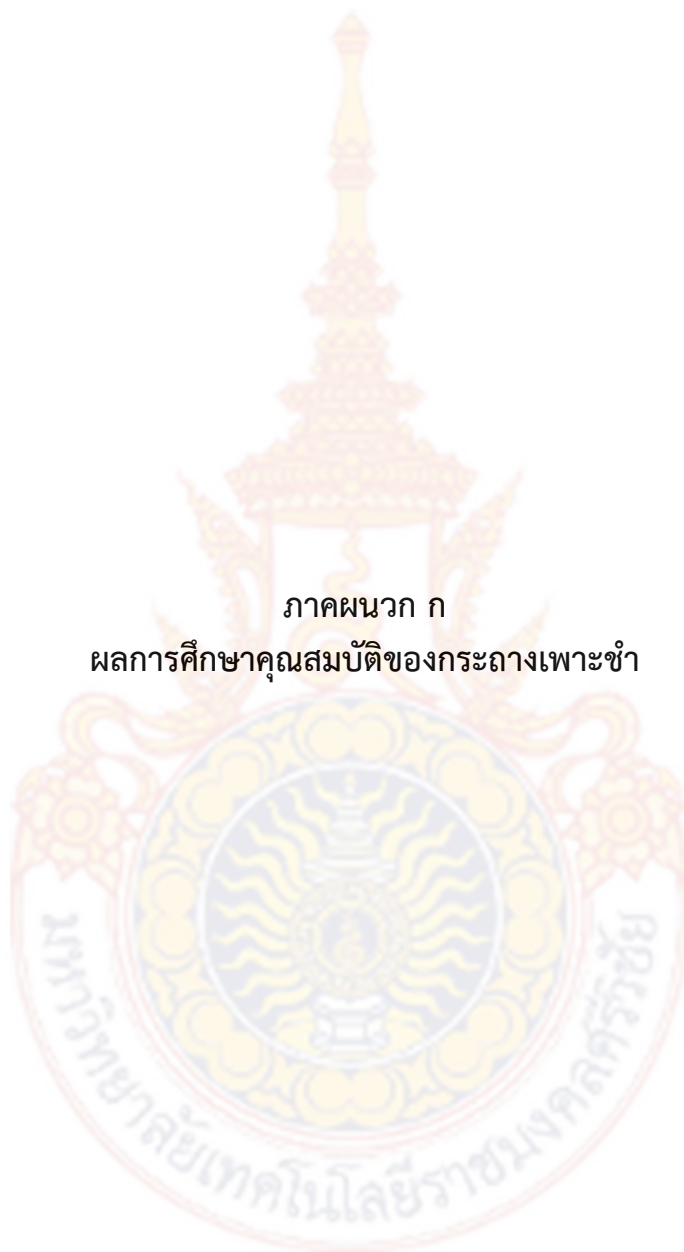 ภาคผนวก ก
ผลการศึกษาคุณสมบัติของกระถางเพาะชำ
มหาวิทยาลัยเทคโนโลยีราชมงคลศรีวิชัย